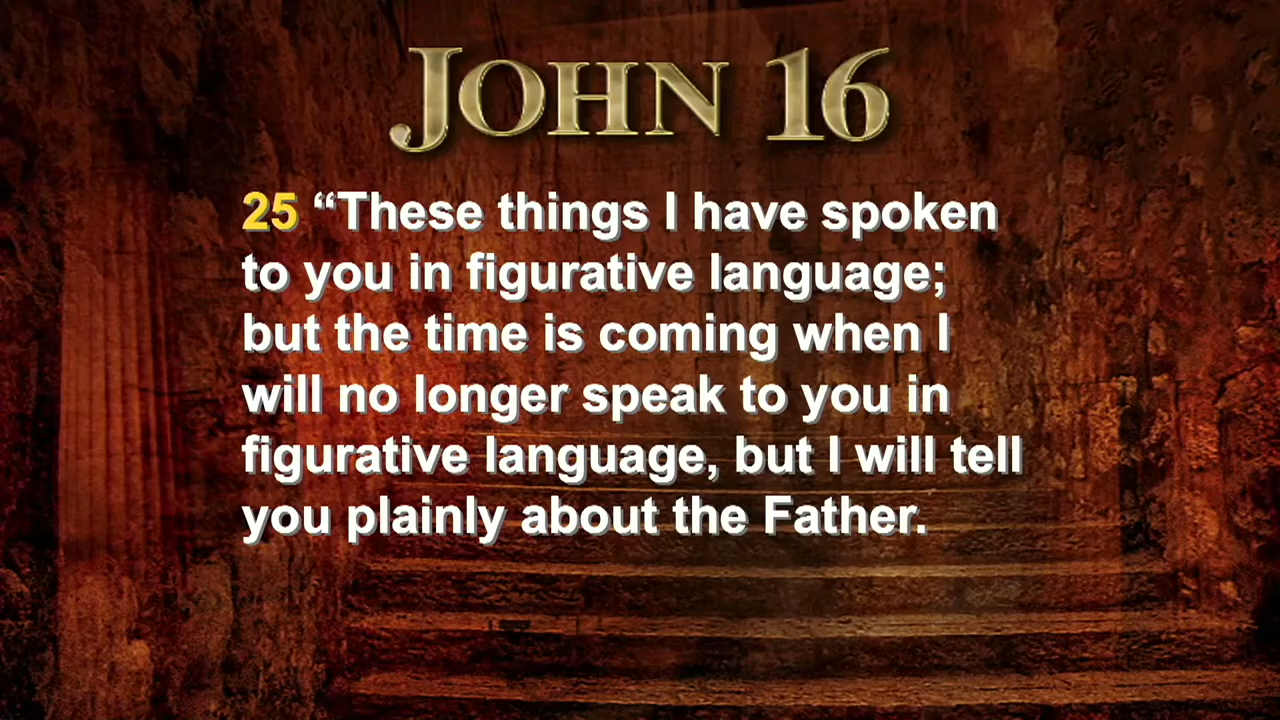 JOHN 16
25 “These things I have spoken
to you in figurative language;
but the time is coming when I
will no longer speak to you in
figurative language, but I will tell
you plainly about the Father.